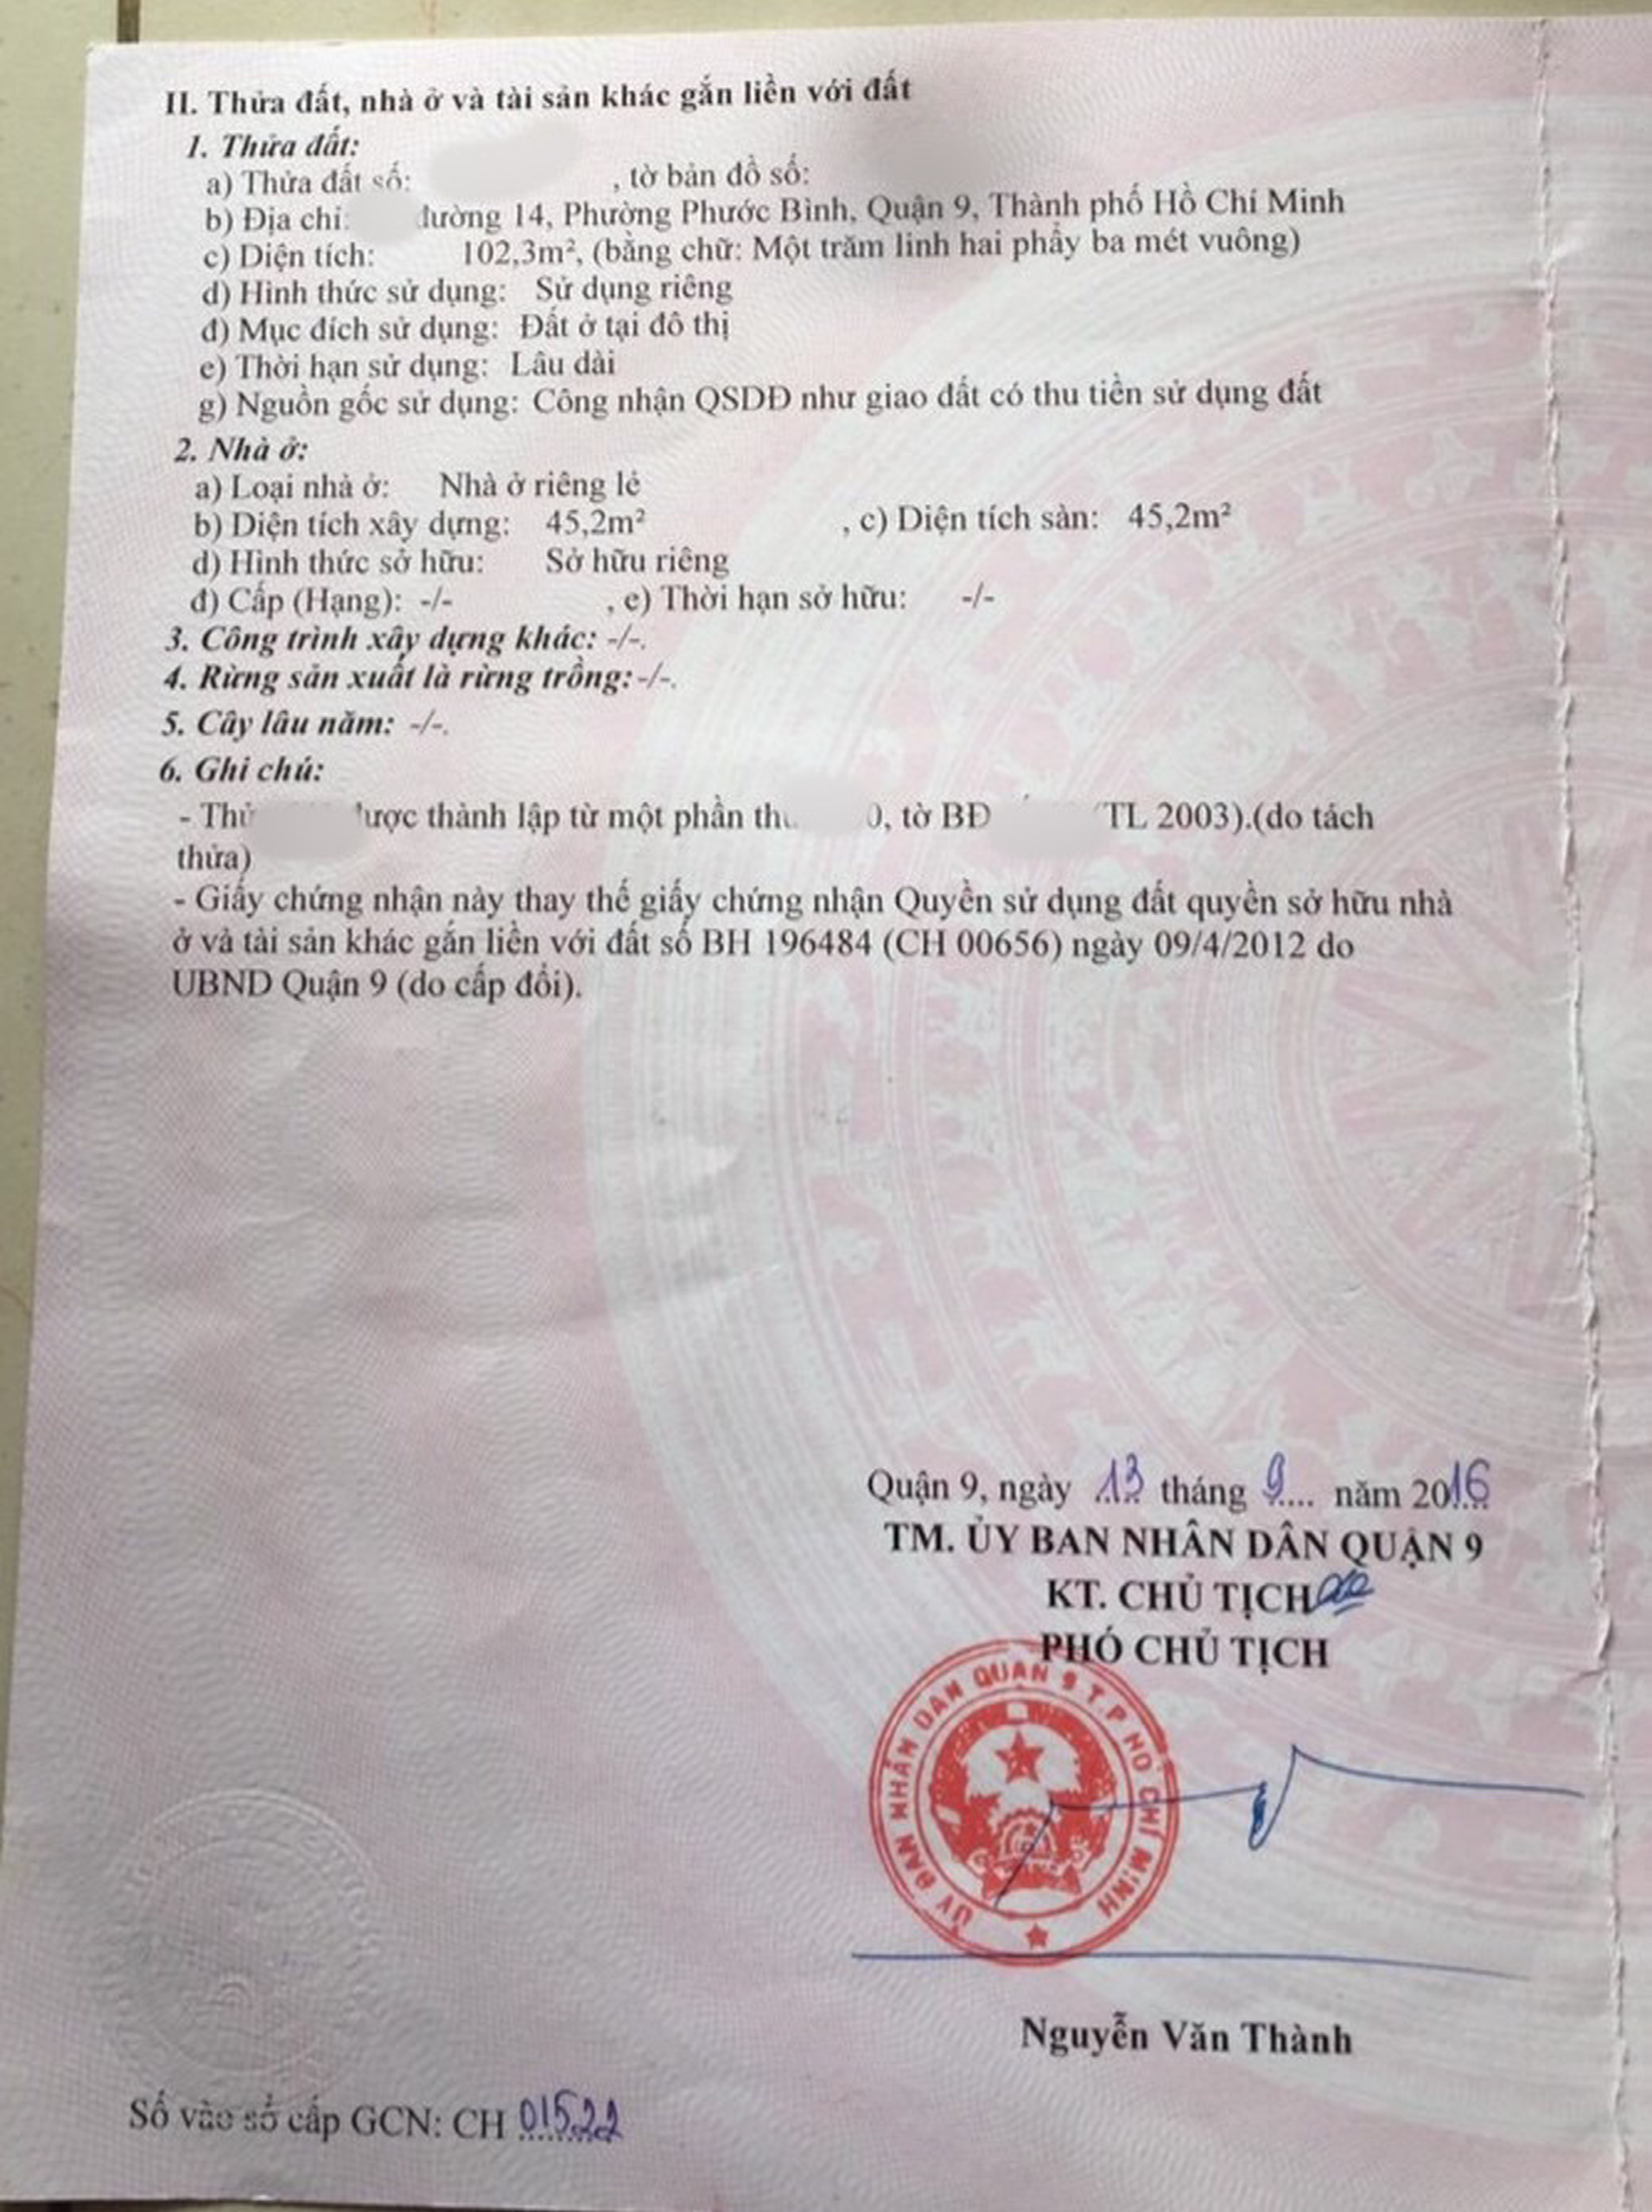 II. Thửa đất, nhà ở và tài sản khác gắn liền với đất
1. Thửa đất:
a) Thửa đất số: , tờ bản đồ số:
b) Địa chỉ: đường 14, Phường Phước Bình, Quận 9, Thành phố Hồ Chí Minh
c) Diện tích: 102,3m², (bằng chữ: Một trăm linh hai phẩy ba mét vuông)
d) Hình thức sử dụng: Sử dụng riêng
đ) Mục đích sử dụng: Đất ở tại đô thị
e) Thời hạn sử dụng: Lâu dài
g) Nguồn gốc sử dụng: Công nhận QSDĐ như giao đất có thu tiền sử dụng đất
2. Nhà ở:
a) Loại nhà ở: Nhà ở riêng lẻ
b) Diện tích xây dựng: 45,2m² , c) Diện tích sàn: 45,2m²
d) Hình thức sở hữu: Sở hữu riêng
đ) Cấp (Hạng): -/- , e) Thời hạn sở hữu: -/-
3. Công trình xây dựng khác: -/-.
4. Rừng sản xuất là rừng trồng: -/-.
5. Cây lâu năm: -/-.
6. Ghi chú:
- được thành lập từ một phần , tờ BĐ TL 2003).(do tách
thửa)
- Giấy chứng nhận này thay thế giấy chứng nhận Quyền sử dụng đất quyền sở hữu nhà
ở và tài sản khác gắn liền với đất số BH 196484 (CH 00656) ngày 09/4/2012 do
UBND Quận 9 (do cấp đổi).
Quận 9, ngày 13 tháng 9 năm 2016
TM. ỦY BAN NHÂN DÂN QUẬN 9
KT. CHỦ TỊCH
PHÓ CHỦ TỊCH
ỦY BAN NHÂN DÂN QUẬN 9 T.P HỒ CHÍ MINH
Nguyễn Văn Thành
Số vào sổ cấp GCN: CH 01522